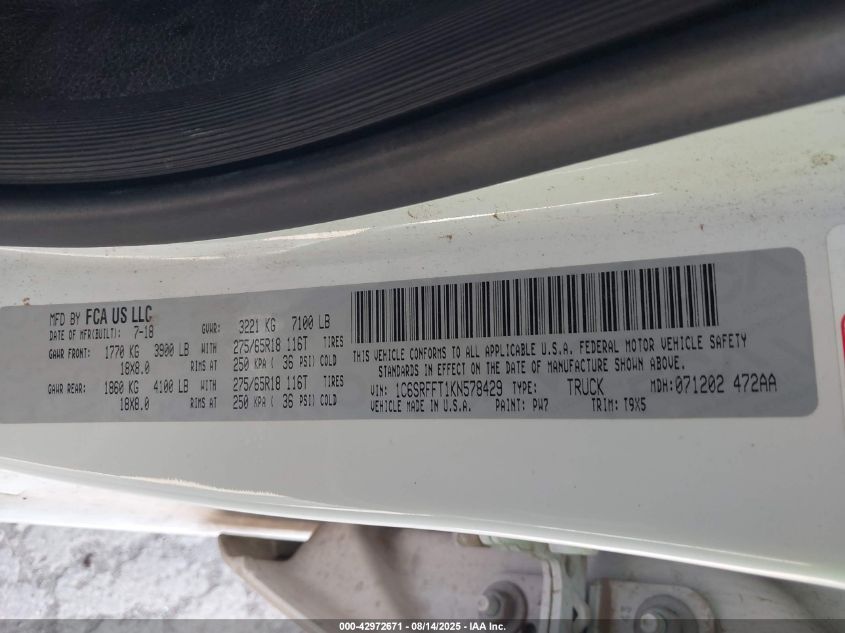 MFD BY FCA US LLC
DATE OF MFR(BUILT): 7-18 GVWR: 3221 KG 7100 LB
GAWR FRONT: 1770 KG 3900 LB WITH 275/65R18 116T TIRES
18X8.0 RIMS AT 250 KPA ( 36 PSI) COLD
GAWR REAR: 1860 KG 4100 LB WITH 275/65R18 116T TIRES
18X8.0 RIMS AT 250 KPA ( 36 PSI) COLD
THIS VEHICLE CONFORMS TO ALL APPLICABLE U.S.A. FEDERAL MOTOR VEHICLE SAFETY
STANDARDS IN EFFECT ON THE DATE OF MANUFACTURE SHOWN ABOVE.
VIN: 1C6SRFFT1KN578429 TYPE: TRUCK MDH: 071202 472AA
VEHICLE MADE IN U.S.A. PAINT: PW7 TRIM: T9X5
000-42972671 - 08/14/2025 - IAA Inc.